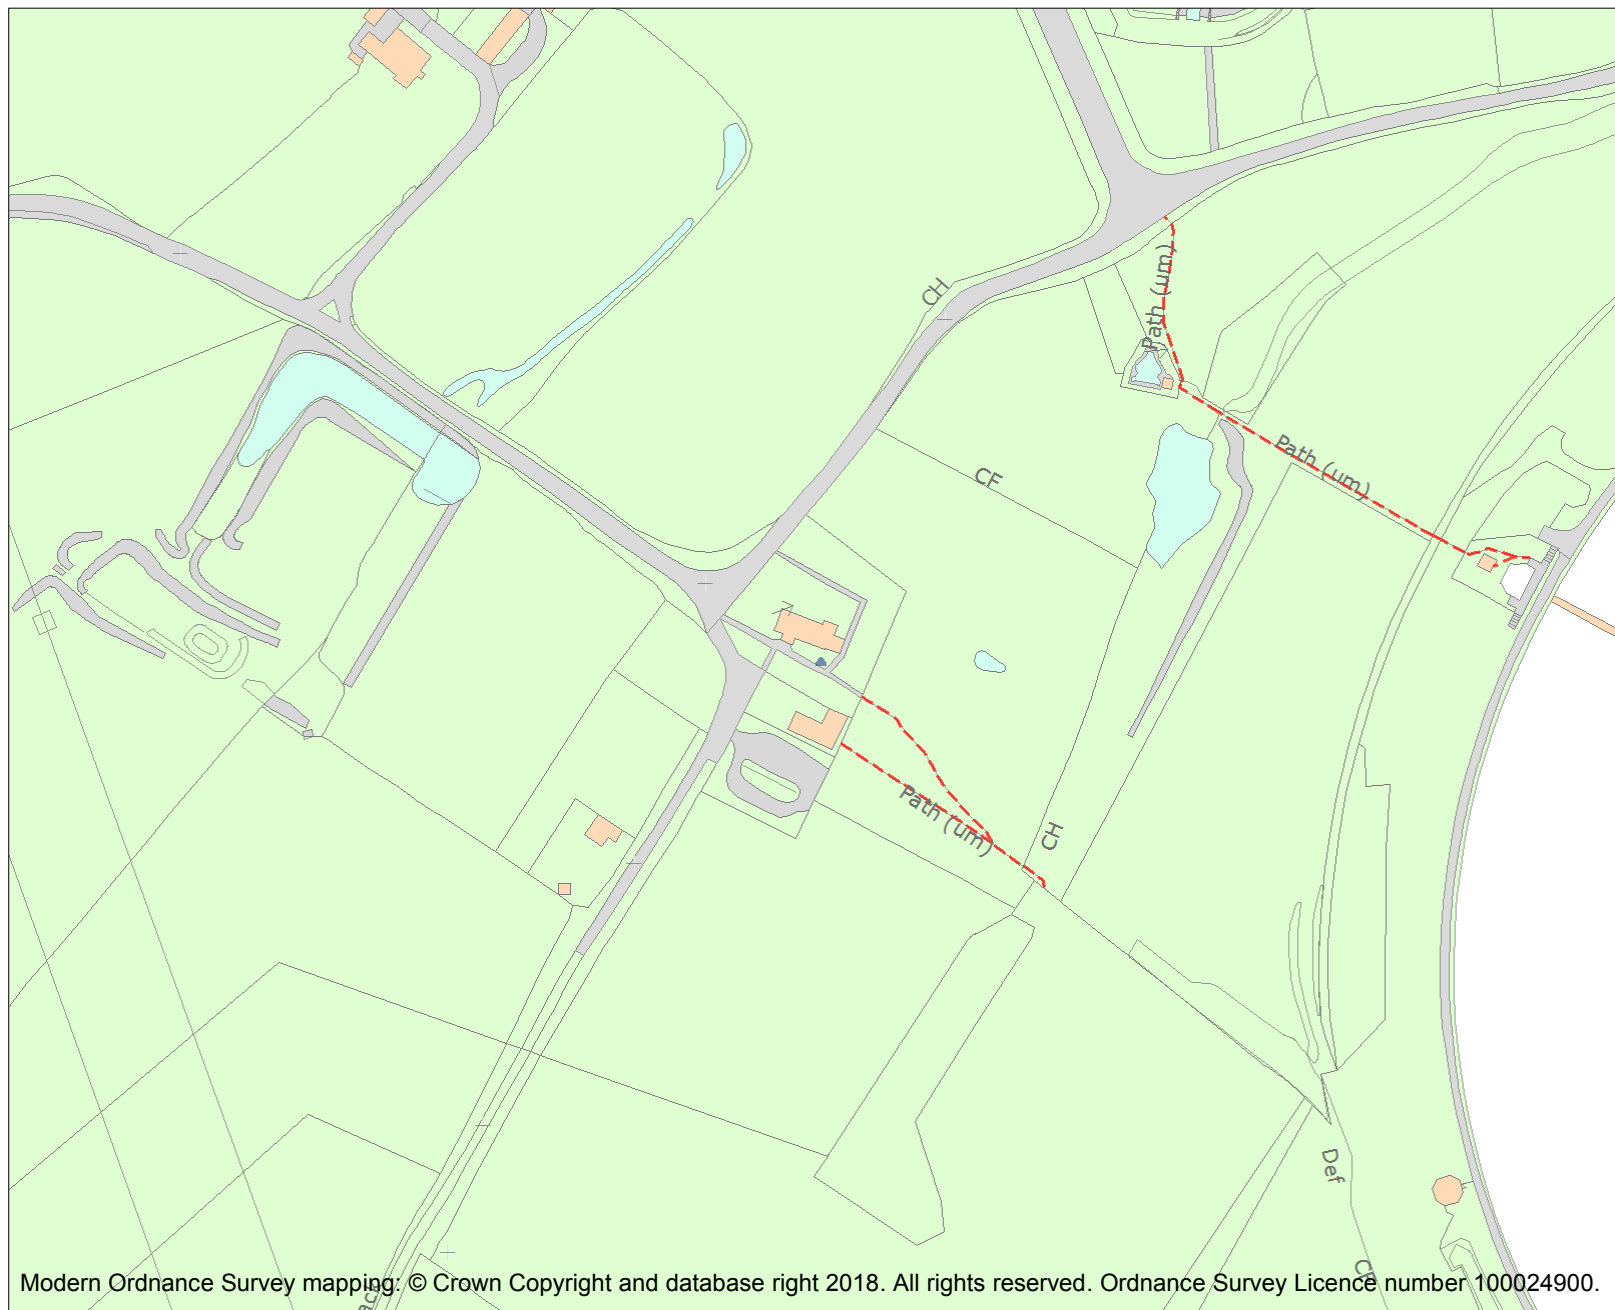 CH
Path (um)
CF
Path (um)
Path (um)
CH
Def
CR
Modern Ordnance Survey mapping: © Crown Copyright and database right 2018. All rights reserved. Ordnance Survey Licence number 100024900.